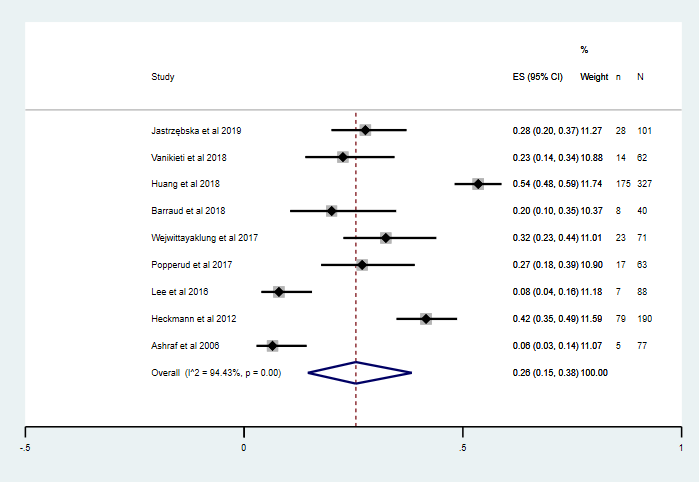 %
Study ES (95% CI) Weight n N
Jastrzębska et al 2019 0.28 (0.20, 0.37) 11.27 28 101
Vanikieti et al 2018 0.23 (0.14, 0.34) 10.88 14 62
Huang et al 2018 0.54 (0.48, 0.59) 11.74 175 327
Barraud et al 2018 0.20 (0.10, 0.35) 10.37 8 40
Wejwittayaklung et al 2017 0.32 (0.23, 0.44) 11.01 23 71
Popperud et al 2017 0.27 (0.18, 0.39) 10.90 17 63
Lee et al 2016 0.08 (0.04, 0.16) 11.18 7 88
Heckmann et al 2012 0.42 (0.35, 0.49) 11.59 79 190
Ashraf et al 2006 0.06 (0.03, 0.14) 11.07 5 77
Overall (I^2 = 94.43%, p = 0.00) 0.26 (0.15, 0.38) 100.00
-.5 0 .5 1